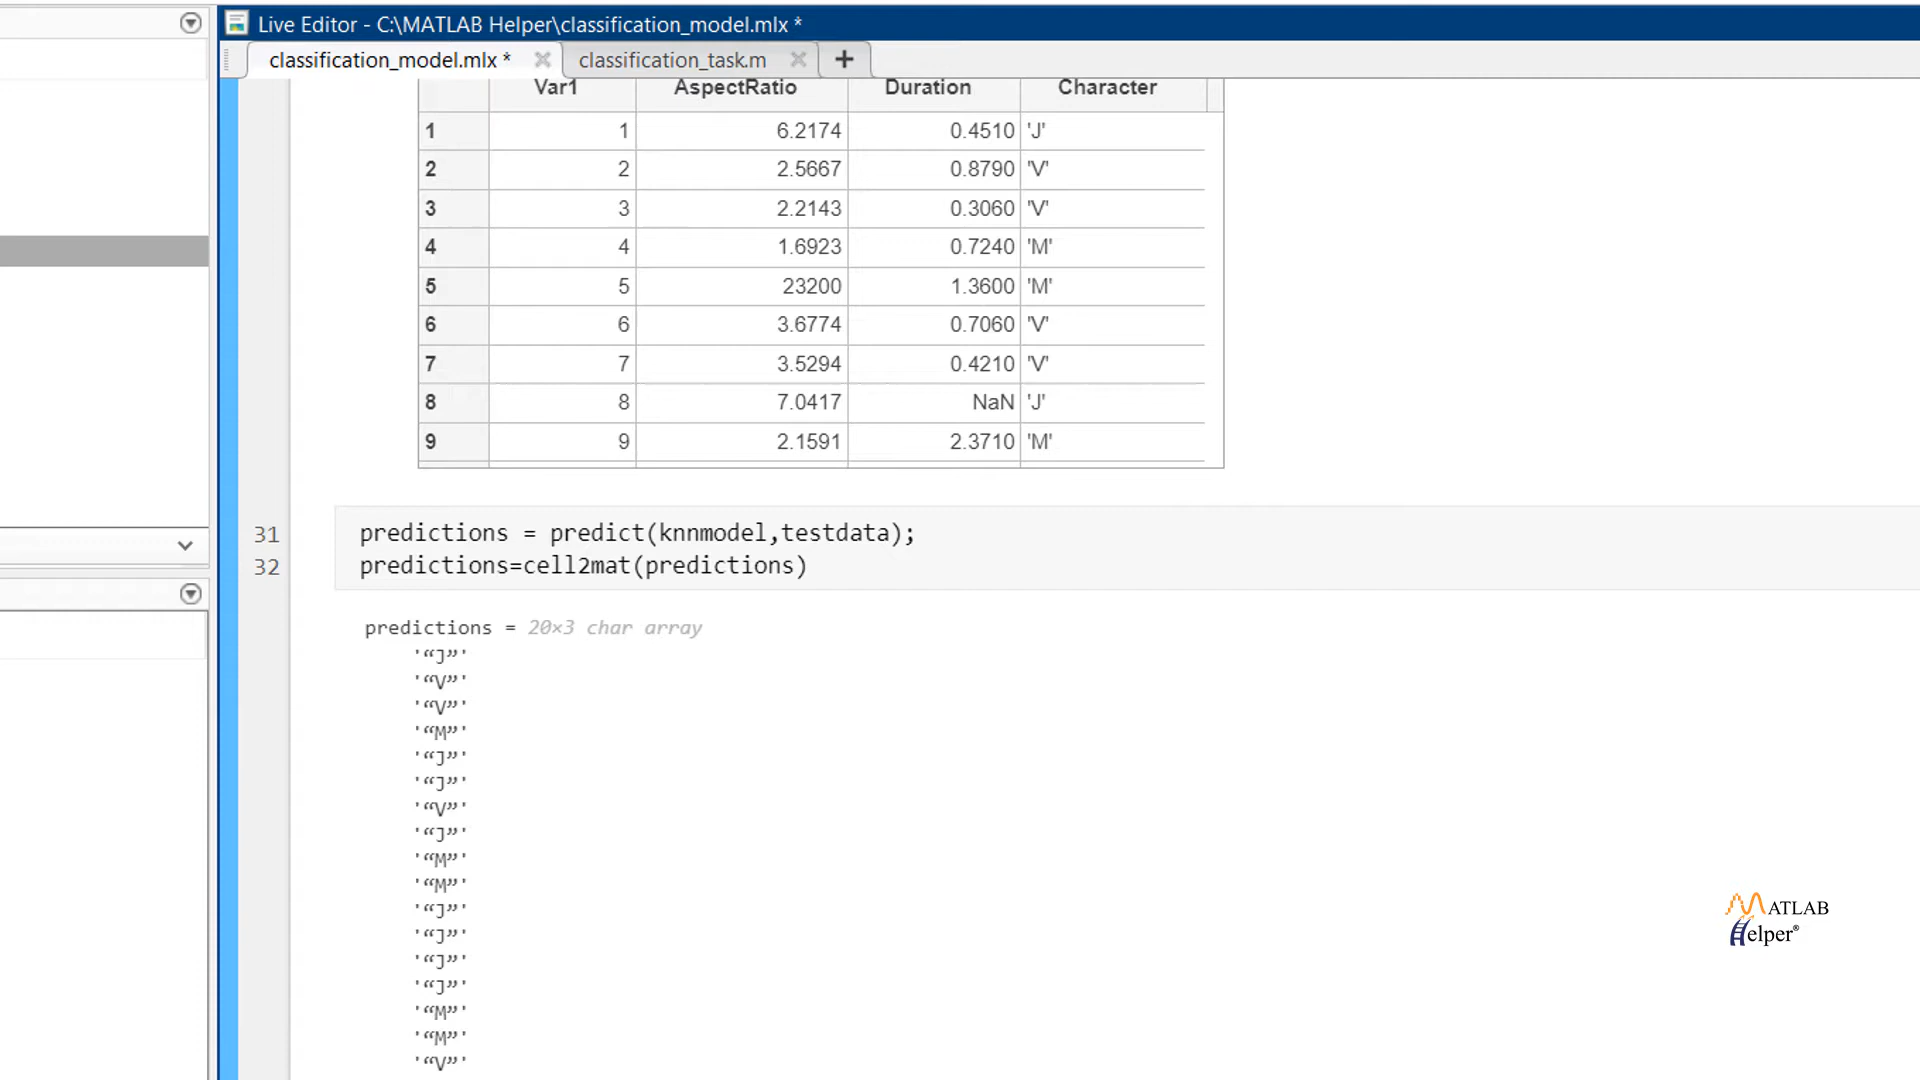 Live Editor - C:\MATLAB Helper\classification_model.mlx *
classification_model.mlx * classification_task.m +
Var1 AspectRatio Duration Character
1 1 6.2174 0.4510 'J'
2 2 2.5667 0.8790 'V'
3 3 2.2143 0.3060 'V'
4 4 1.6923 0.7240 'M'
5 5 23200 1.3600 'M'
6 6 3.6774 0.7060 'V'
7 7 3.5294 0.4210 'V'
8 8 7.0417 NaN 'J'
9 9 2.1591 2.3710 'M'
31 predictions = predict(knnmodel,testdata);
32 predictions=cell2mat(predictions)
predictions = 20×3 char array
'“J”'
'“V”'
'“V”'
'“M”'
'“J”'
'“J”'
'“V”'
'“J”'
'“M”'
'“M”'
'“J”'
'“J”'
'“J”'
'“J”'
'“M”'
'“M”'
'“V”'
MATLAB
Helper®